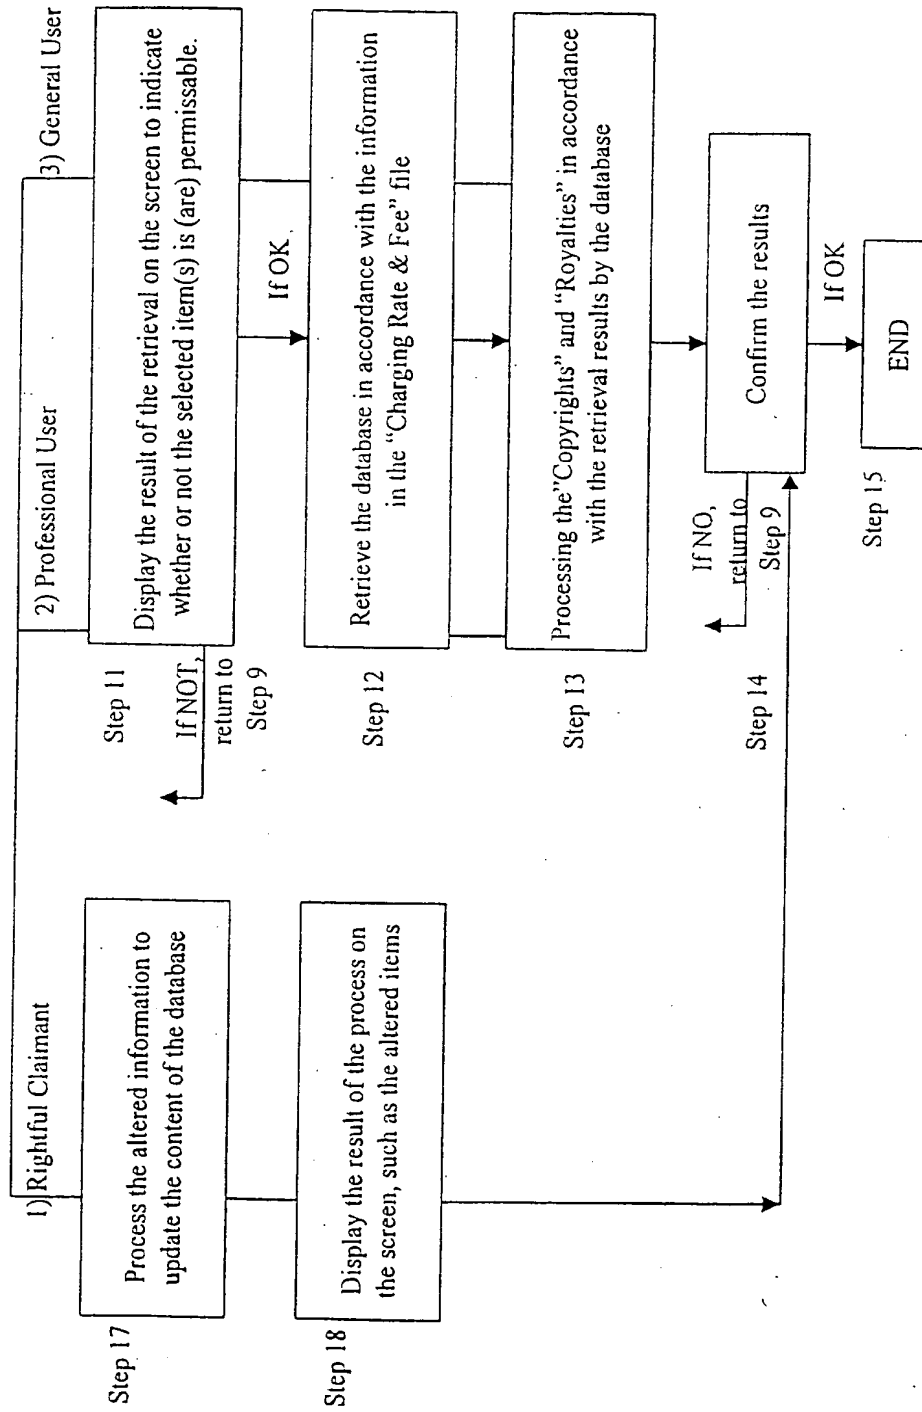 1) Rightful Claimant
2) Professional User
3) General User
Step 17
Process the altered information to
update the content of the database
Step 18
Display the result of the process on
the screen, such as the altered items
Step 11
Display the result of the retrieval on the screen to indicate
whether or not the selected item(s) is (are) permissable.
If NOT,
return to
Step 9
If OK
Step 12
Retrieve the database in accordance with the information
in the “Charging Rate & Fee” file
Step 13
Processing the”Copyrights” and “Royalties” in accordance
with the retrieval results by the database
Step 14
Confirm the results
If NO,
return to
Step 9
If OK
Step 15
END